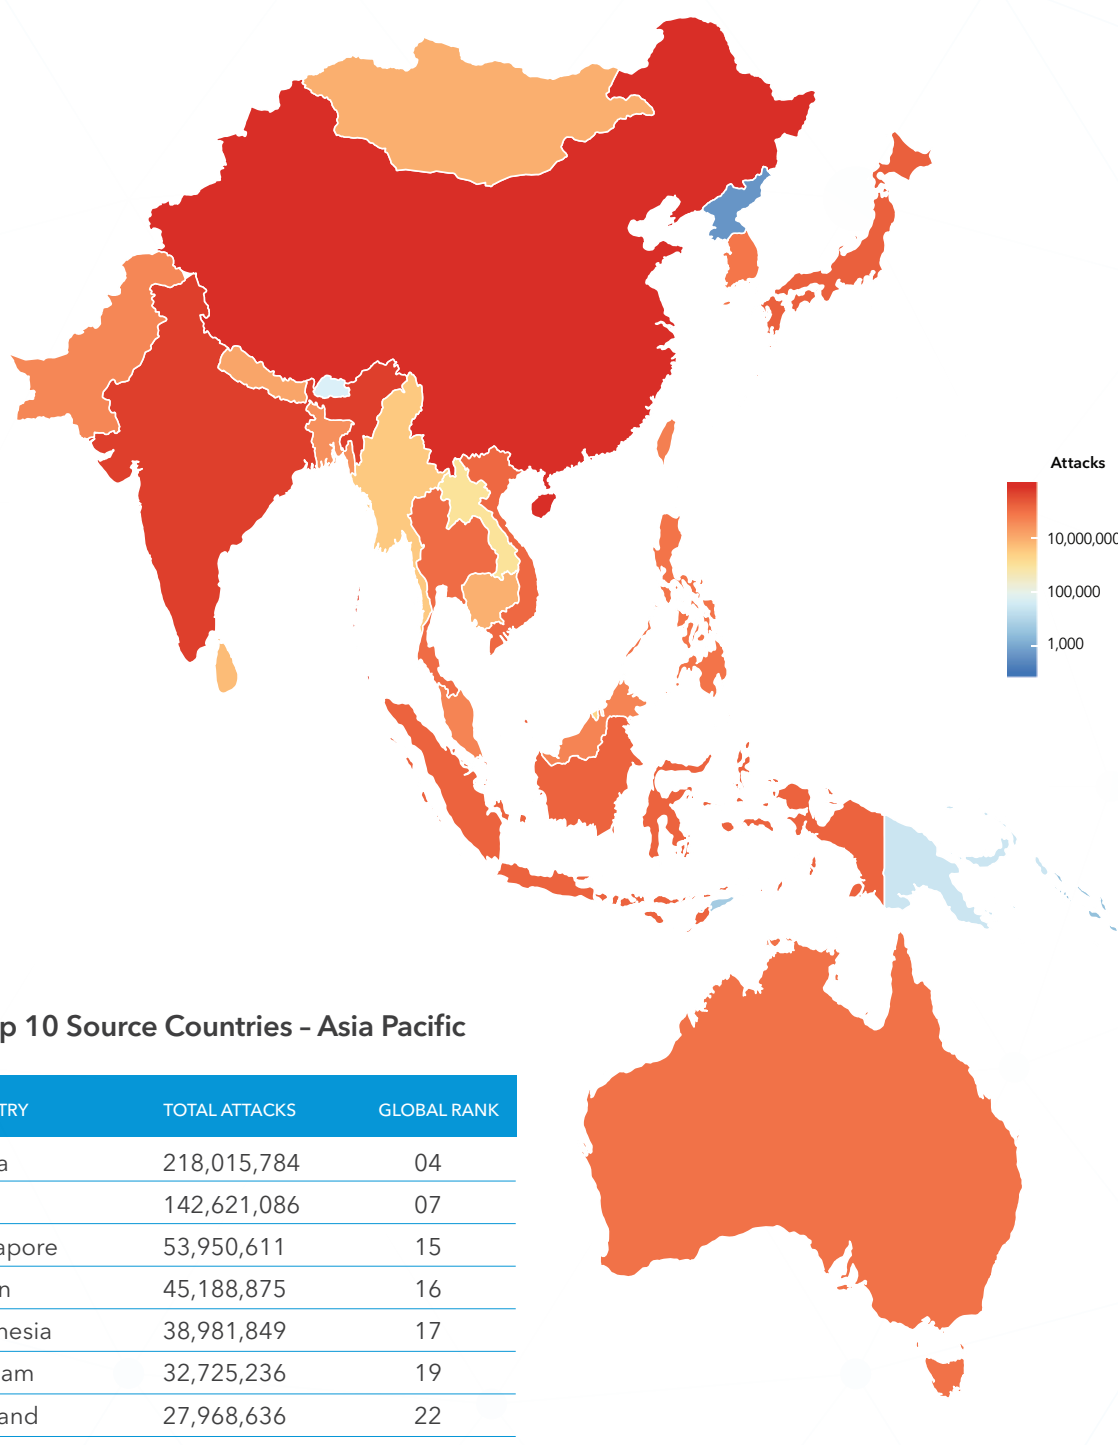 Attacks
10,000,000
100,000
1,000
p 10 Source Countries – Asia Pacific
TRY TOTAL ATTACKS GLOBAL RANK
a 218,015,784 04
142,621,086 07
apore 53,950,611 15
n 45,188,875 16
nesia 38,981,849 17
am 32,725,236 19
and 27,968,636 22